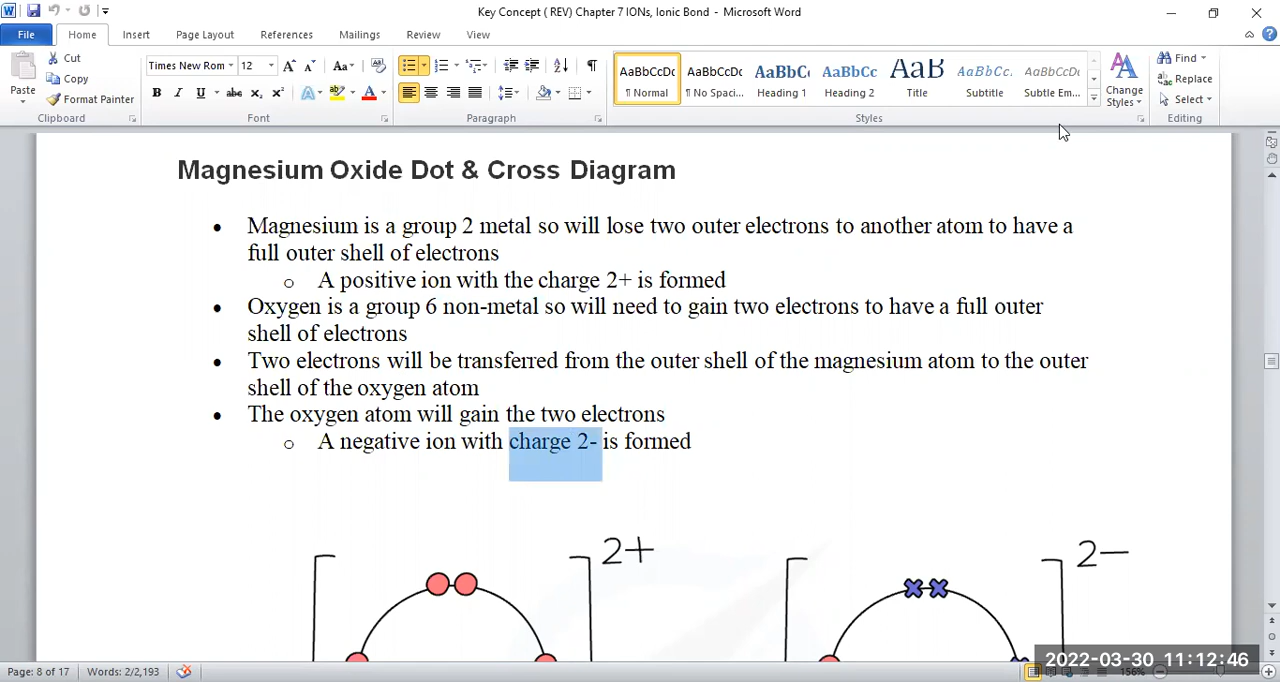 Key Concept ( REV) Chapter 7 IONs, Ionic Bond - Microsoft Word
File Home Insert Page Layout References Mailings Review View
Cut
Copy
Format Painter
Paste
Clipboard
Times New Rom 12
Font
Paragraph
AaBbCcDc AaBbCcDc AaBbC AaBbCc AaB AaBbCc. AaBbCcDc
¶ Normal ¶ No Spaci... Heading 1 Heading 2 Title Subtitle Subtle Em...
Change
Styles
Styles
Find
Replace
Select
Editing
Magnesium Oxide Dot & Cross Diagram
• Magnesium is a group 2 metal so will lose two outer electrons to another atom to have a
full outer shell of electrons
o A positive ion with the charge 2+ is formed
• Oxygen is a group 6 non-metal so will need to gain two electrons to have a full outer
shell of electrons
• Two electrons will be transferred from the outer shell of the magnesium atom to the outer
shell of the oxygen atom
• The oxygen atom will gain the two electrons
o A negative ion with charge 2- is formed
2+
2−
2022-03-30 11:12:46
Page: 8 of 17 Words: 2/2,193
156%